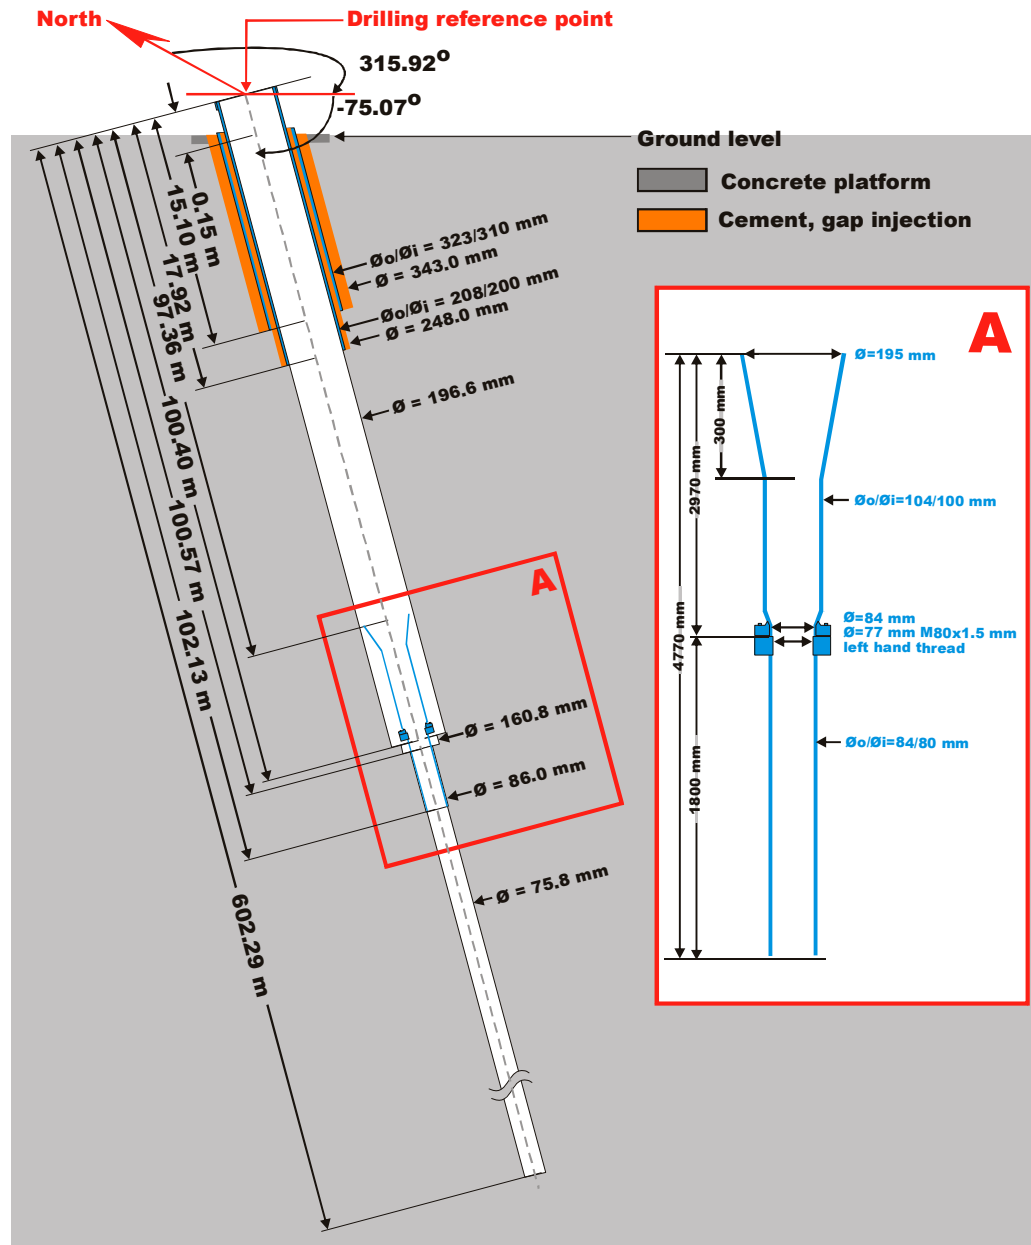 North
Drilling reference point
315.92°
-75.07°
Ground level
Concrete platform
Cement, gap injection
0.15 m
15.10 m
17.92 m
97.36 m
100.40 m
100.57 m
102.13 m
602.29 m
Øo/Øi = 323/310 mm
Ø = 343.0 mm
Øo/Øi = 208/200 mm
Ø = 248.0 mm
Ø = 196.6 mm
A
Ø = 160.8 mm
Ø = 86.0 mm
Ø = 75.8 mm
A
Ø=195 mm
300 mm
2970 mm
Øo/Øi=104/100 mm
Ø=84 mm
Ø=77 mm M80x1.5 mm
left hand thread
4770 mm
Øo/Øi=84/80 mm
1800 mm